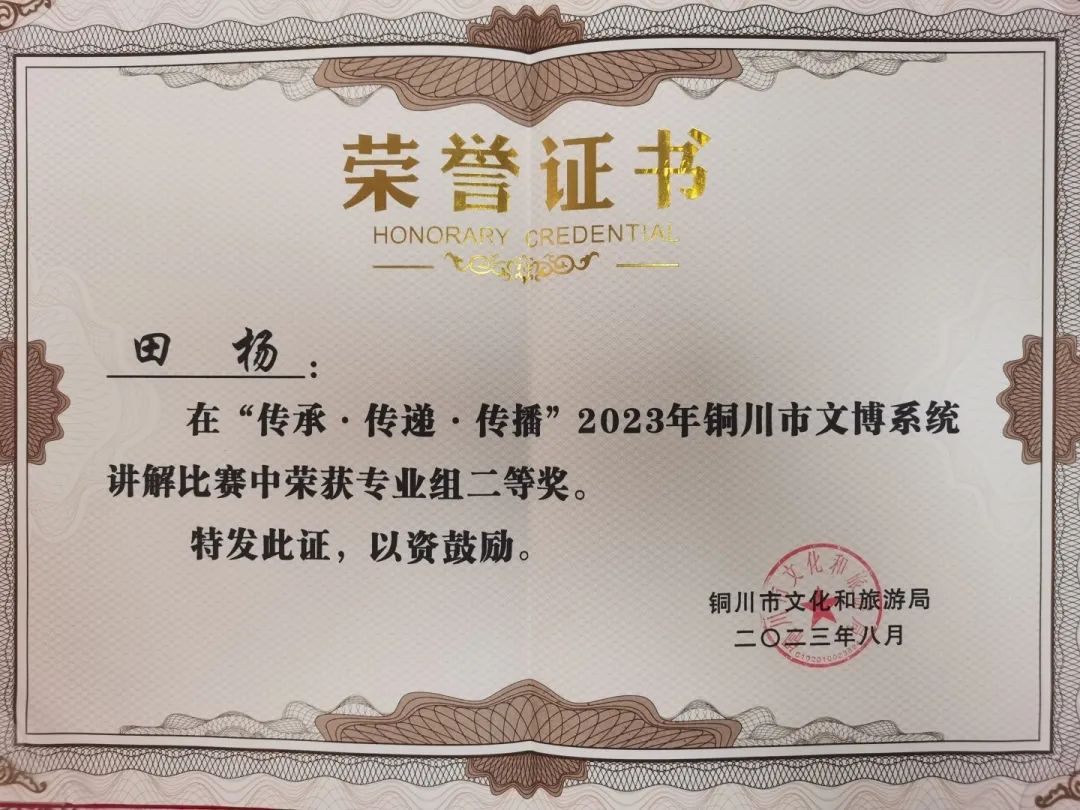 荣誉证书
HONORARY CREDENTIAL
田 杨：
在“传承·传递·传播”2023年铜川市文博系统
讲解比赛中荣获专业组二等奖。
特发此证，以资鼓励。
铜川市文化和旅游局
二〇二三年八月